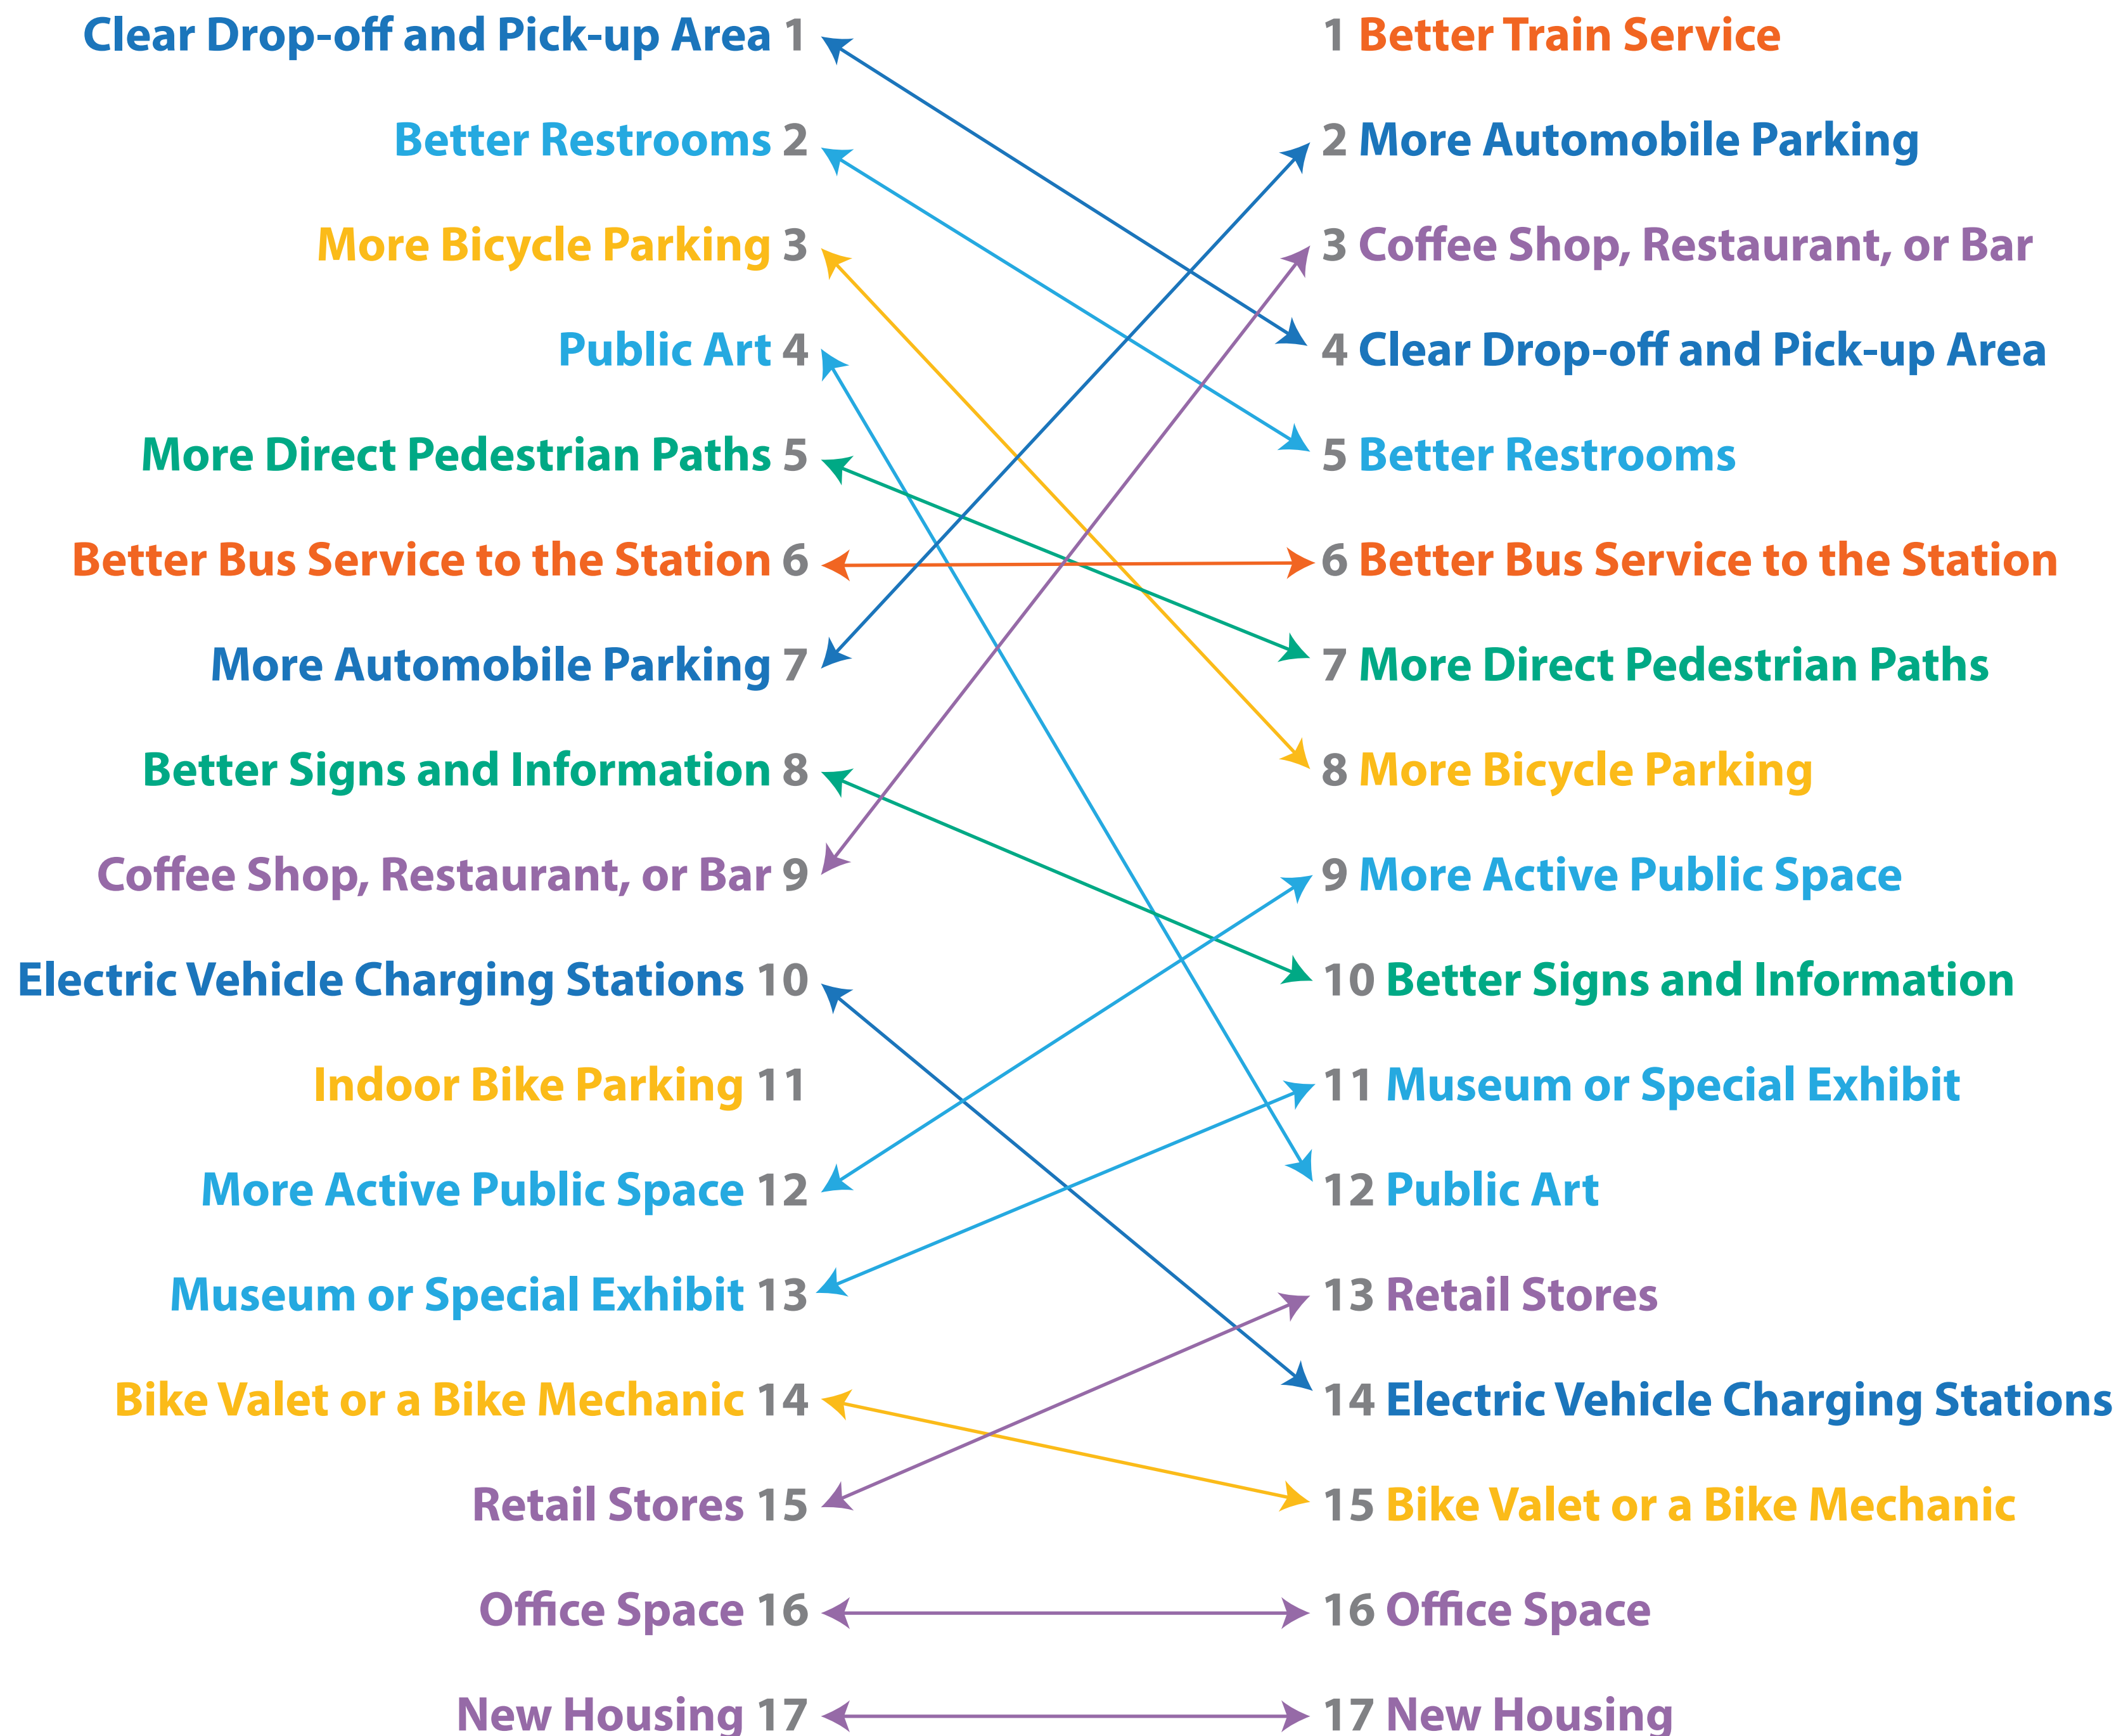 Clear Drop-off and Pick-up Area 1
Better Restrooms 2
More Bicycle Parking 3
Public Art 4
More Direct Pedestrian Paths 5
Better Bus Service to the Station 6
More Automobile Parking 7
Better Signs and Information 8
Coffee Shop, Restaurant, or Bar 9
Electric Vehicle Charging Stations 10
Indoor Bike Parking 11
More Active Public Space 12
Museum or Special Exhibit 13
Bike Valet or a Bike Mechanic 14
Retail Stores 15
Office Space 16
New Housing 17
1 Better Train Service
2 More Automobile Parking
3 Coffee Shop, Restaurant, or Bar
4 Clear Drop-off and Pick-up Area
5 Better Restrooms
6 Better Bus Service to the Station
7 More Direct Pedestrian Paths
8 More Bicycle Parking
9 More Active Public Space
10 Better Signs and Information
11 Museum or Special Exhibit
12 Public Art
13 Retail Stores
14 Electric Vehicle Charging Stations
15 Bike Valet or a Bike Mechanic
16 Office Space
17 New Housing